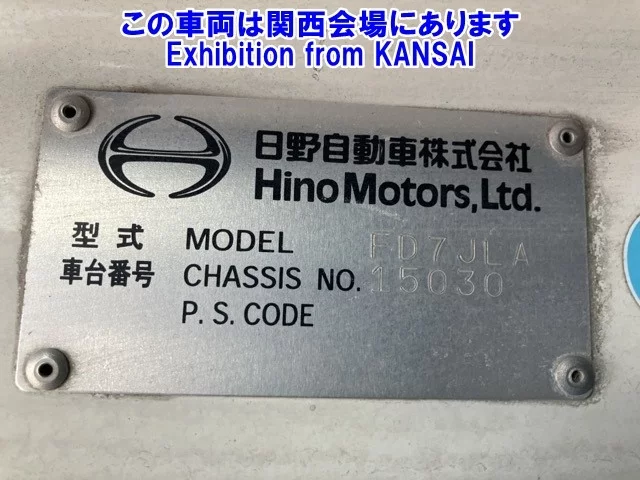 この車両は関西会場にあります
Exhibition from KANSAI
日野自動車株式会社
Hino Motors, Ltd.
型式 MODEL FD7JLA
車台番号 CHASSIS NO. 15030
P. S. CODE